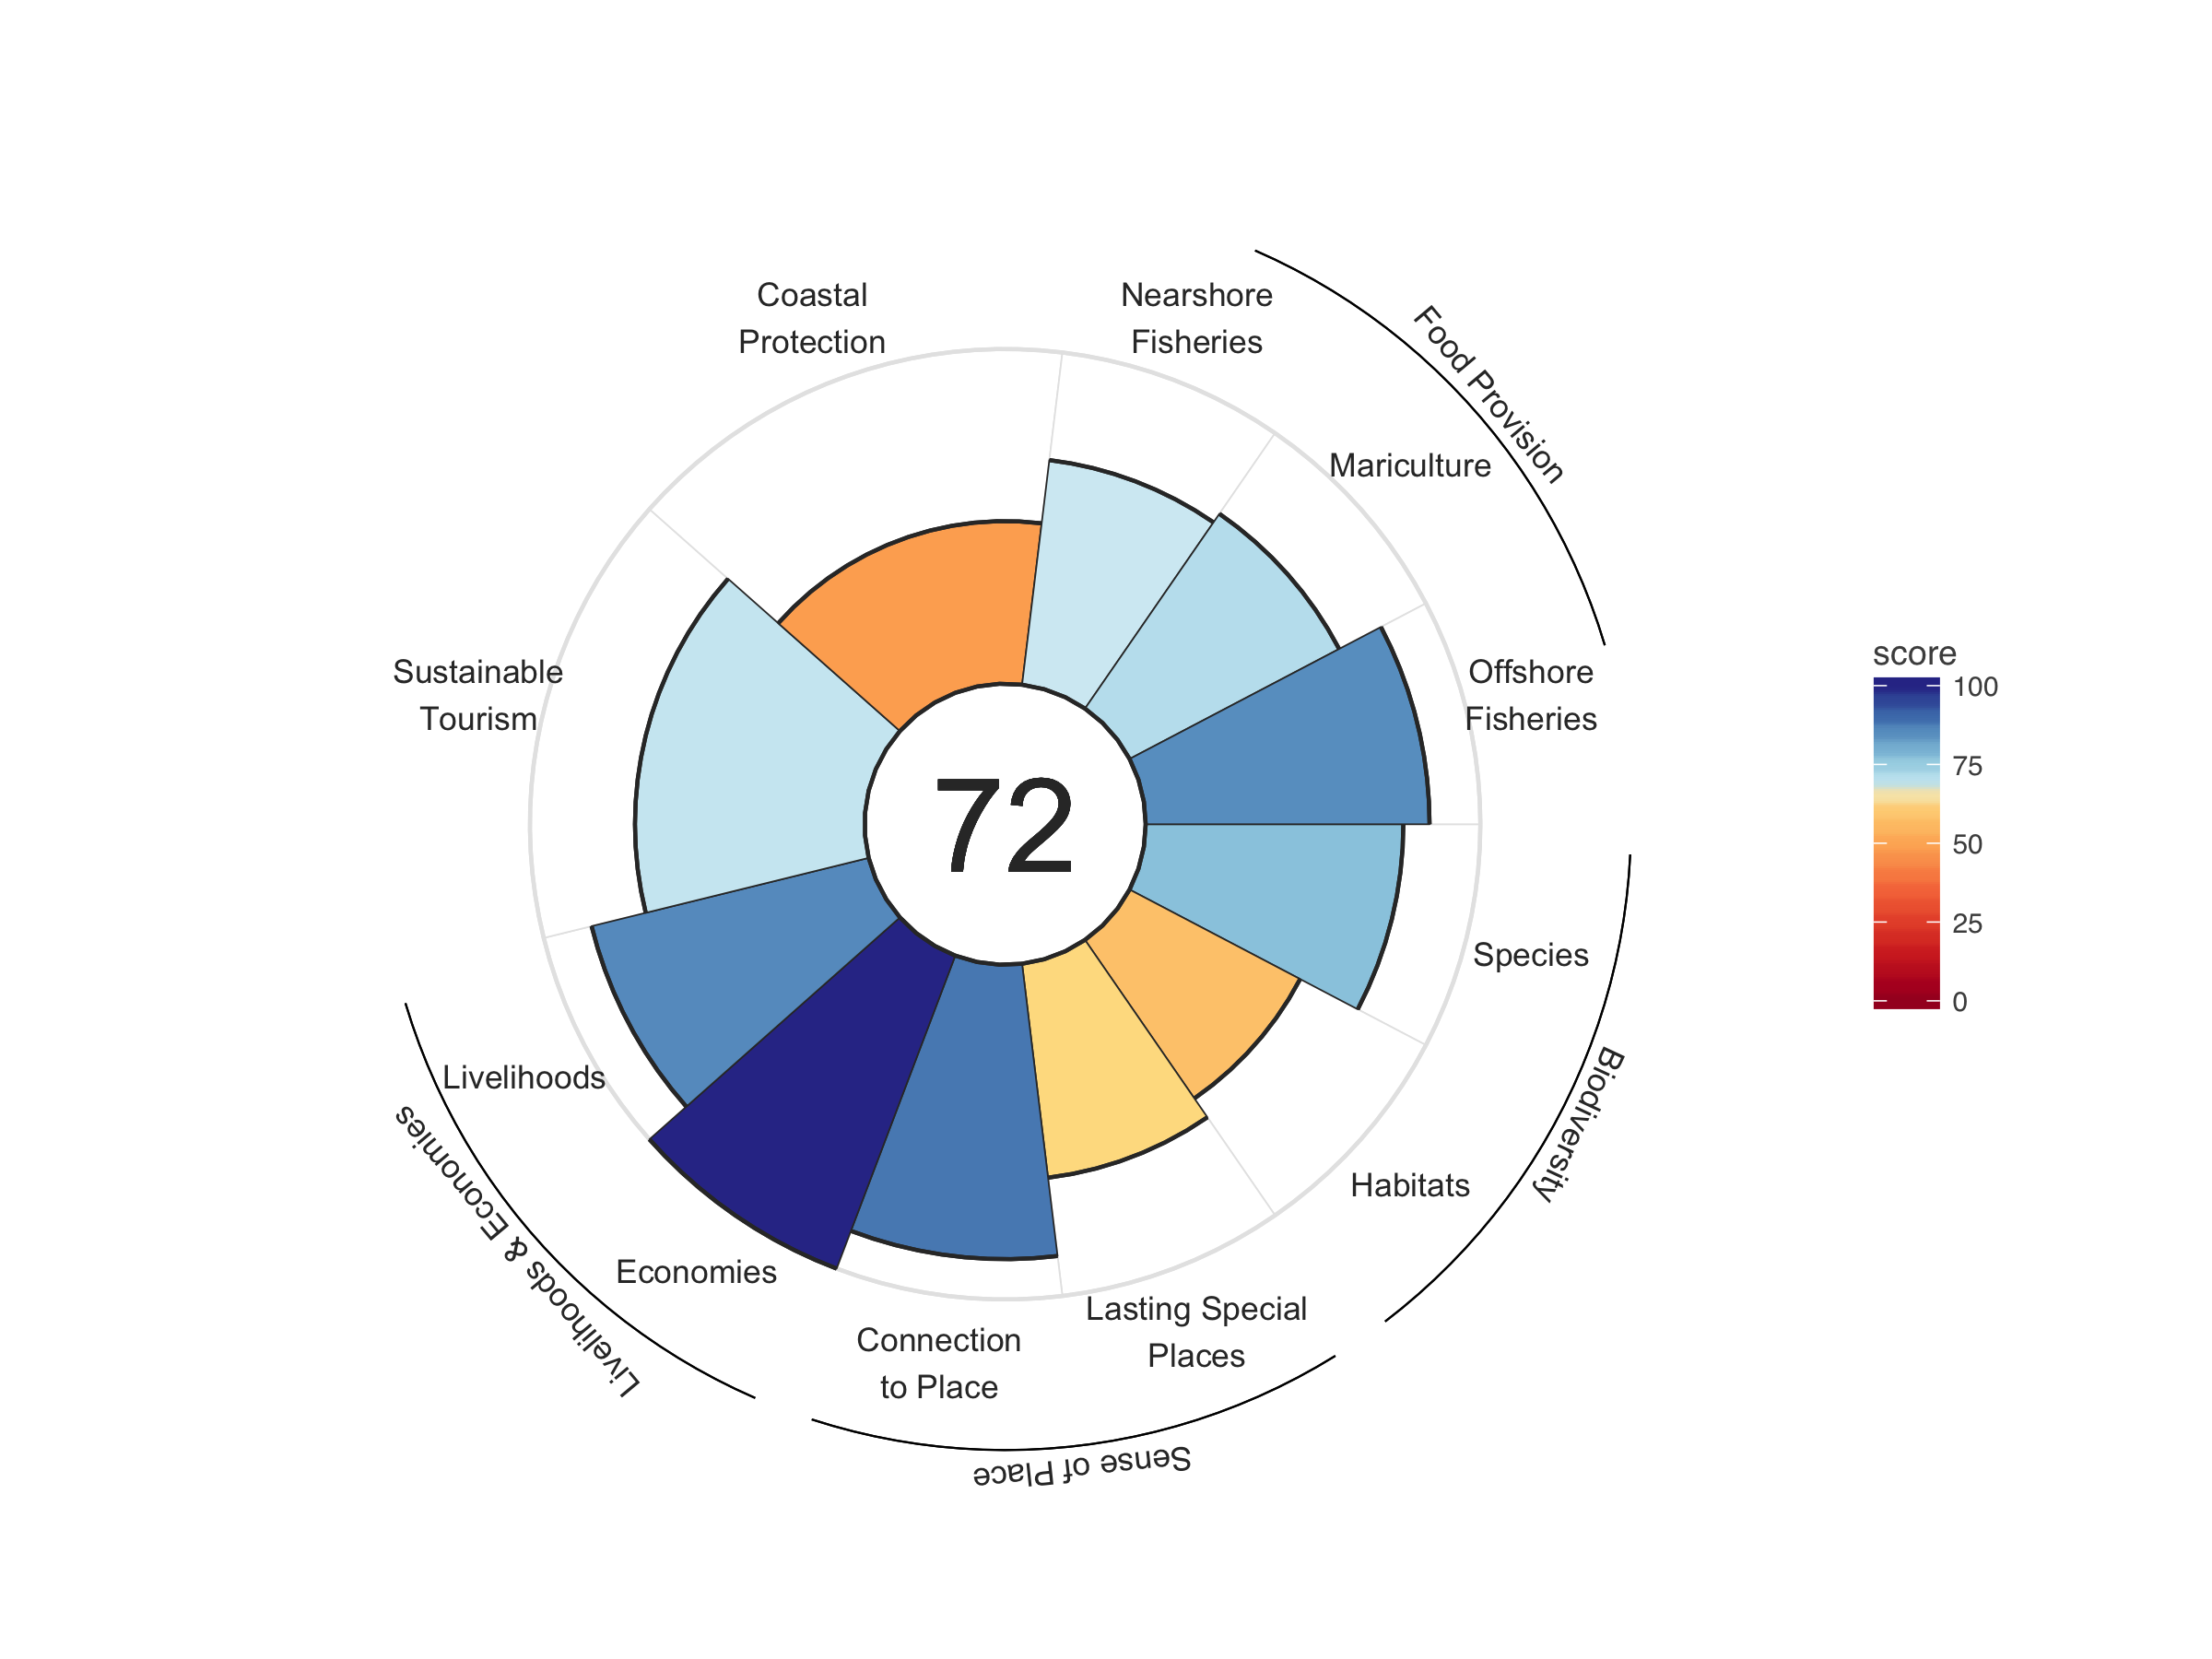 Coastal
Protection
Nearshore
Fisheries
Food Provision
Mariculture
Sustainable
Tourism
Offshore
Fisheries
score
100
75
50
25
0
72
Species
Biodiversity
Livelihoods
Habitats
Livelihoods & Economies
Economies
Lasting Special
Places
Connection
to Place
Sense of Place